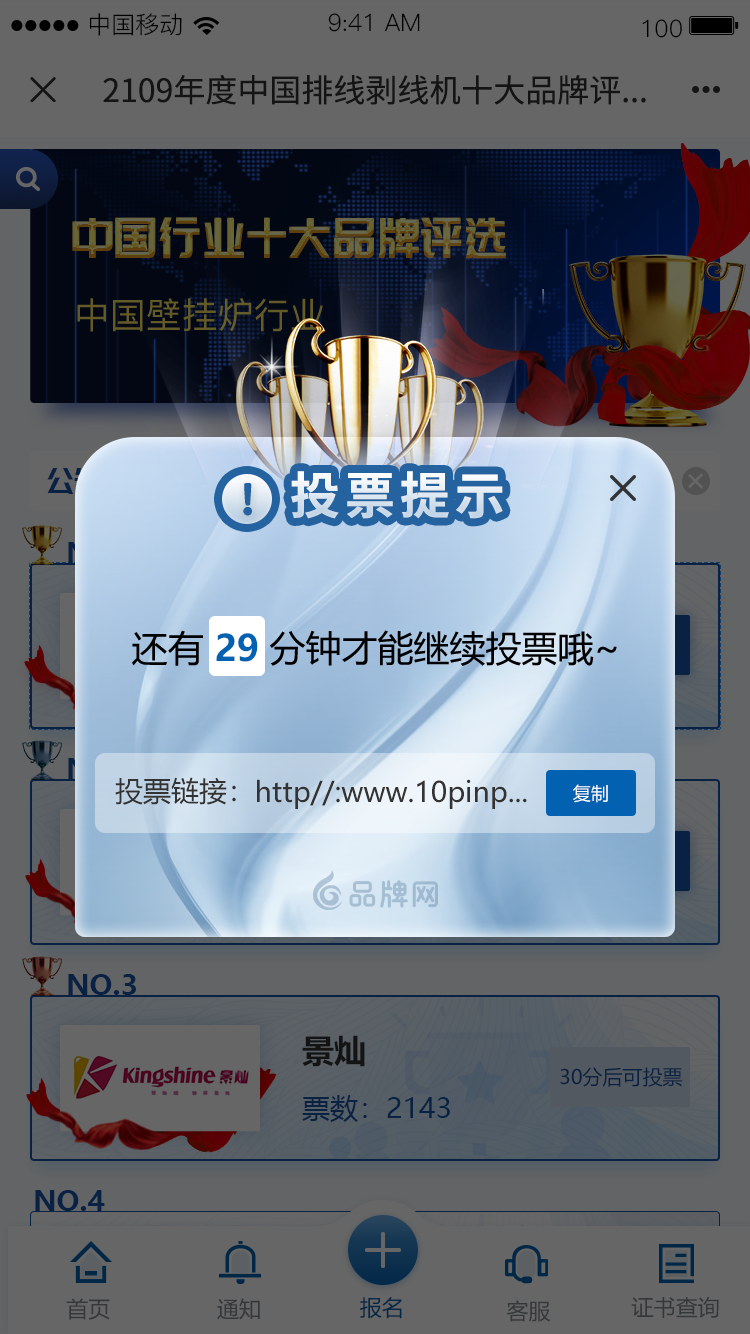 中国移动
9:41 AM
100
2109年度中国排线剥线机十大品牌评...
中国行业十大品牌评选
中国壁挂炉行业
投票提示
还有29分钟才能继续投票哦~
投票链接：http//:www.10pinp...
复制
品牌网
NO.3
Kingshine 景灿
景灿
票数：2143
30分后可投票
NO.4
首页
通知
报名
客服
证书查询